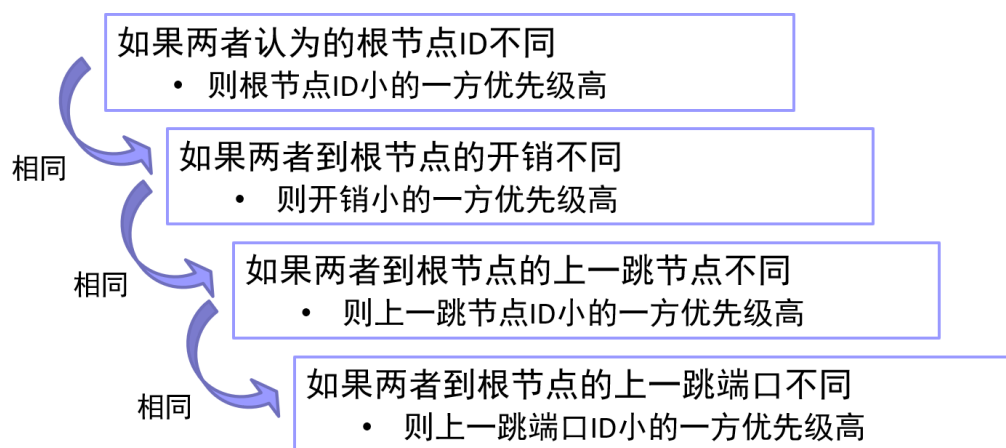 如果两者认为的根节点ID不同
• 则根节点ID小的一方优先级高
相同
如果两者到根节点的开销不同
• 则开销小的一方优先级高
相同
如果两者到根节点的上一跳节点不同
• 则上一跳节点ID小的一方优先级高
相同
如果两者到根节点的上一跳端口不同
• 则上一跳端口ID小的一方优先级高